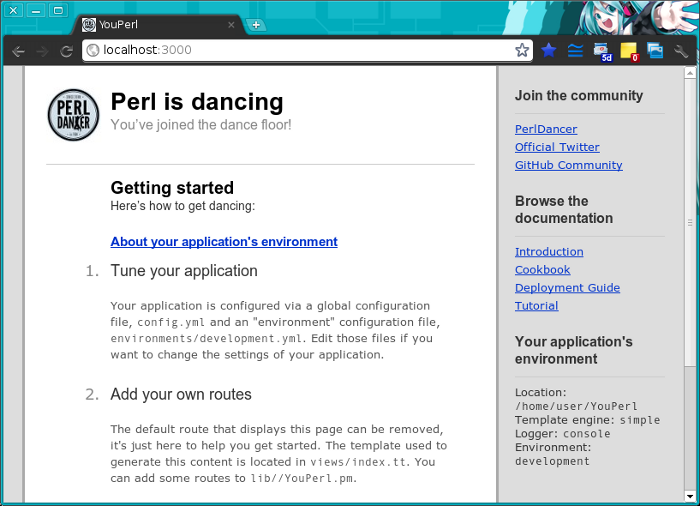 YouPerl
localhost:3000
5d
0
PERL
DANCER
Perl is dancing
You've joined the dance floor!
Getting started
Here's how to get dancing:
About your application's environment
1. Tune your application
Your application is configured via a global configuration
file, config.yml and an "environment" configuration file,
environments/development.yml. Edit those files if you
want to change the settings of your application.
2. Add your own routes
The default route that displays this page can be removed,
it's just here to help you get started. The template used to
generate this content is located in views/index.tt. You
can add some routes to lib//YouPerl.pm.
Join the community
PerlDancer
Official Twitter
GitHub Community
Browse the
documentation
Introduction
Cookbook
Deployment Guide
Tutorial
Your application's
environment
Location:
/home/user/YouPerl
Template engine: simple
Logger: console
Environment:
development